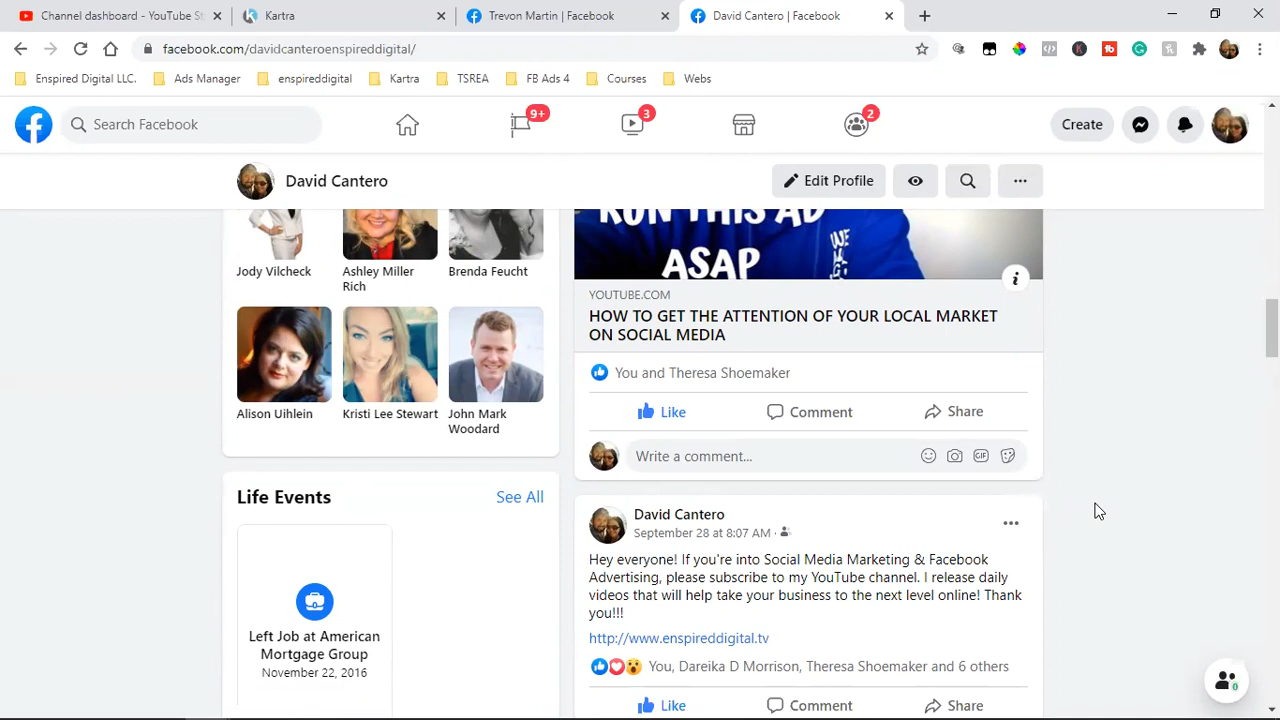 Channel dashboard - YouTube St
Kartra
Trevon Martin | Facebook
David Cantero | Facebook
facebook.com/davidcanteroenspireddigital/
Enspired Digital LLC.
Ads Manager
enspireddigital
Kartra
TSREA
FB Ads 4
Courses
Webs
Search Facebook
9+
3
2
Create
David Cantero
Edit Profile
Jody Vilcheck
Ashley Miller
Rich
Brenda Feucht
Alison Uihlein
Kristi Lee Stewart
John Mark
Woodard
Life Events
See All
Left Job at American
Mortgage Group
November 22, 2016
RUN THIS AD
ASAP
WE
YOUTUBE.COM
HOW TO GET THE ATTENTION OF YOUR LOCAL MARKET
ON SOCIAL MEDIA
You and Theresa Shoemaker
Like
Comment
Share
Write a comment...
GIF
David Cantero
September 28 at 8:07 AM ·
Hey everyone! If you're into Social Media Marketing & Facebook
Advertising, please subscribe to my YouTube channel. I release daily
videos that will help take your business to the next level online! Thank
you!!!
http://www.enspireddigital.tv
You, Dareika D Morrison, Theresa Shoemaker and 6 others
Like
Comment
Share
0